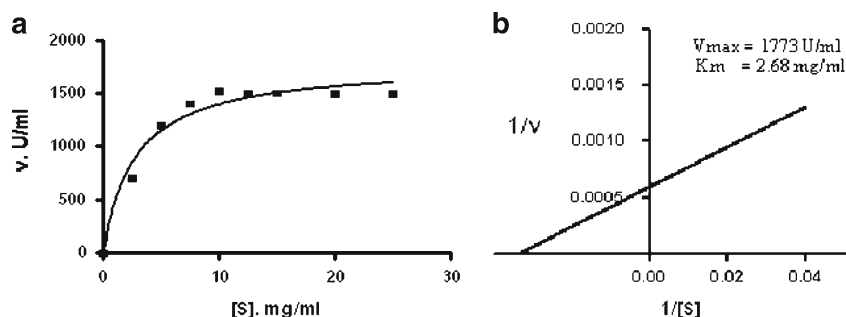 a
2000
1500
1000
500
0
v. U/ml
0
10
20
30
[S]. mg/ml
b
0.0020
Vmax = 1773 U/ml
Km = 2.68 mg/ml
0.0015
1/v
0.0010
0.0005
0.00
0.02
0.04
1/[S]